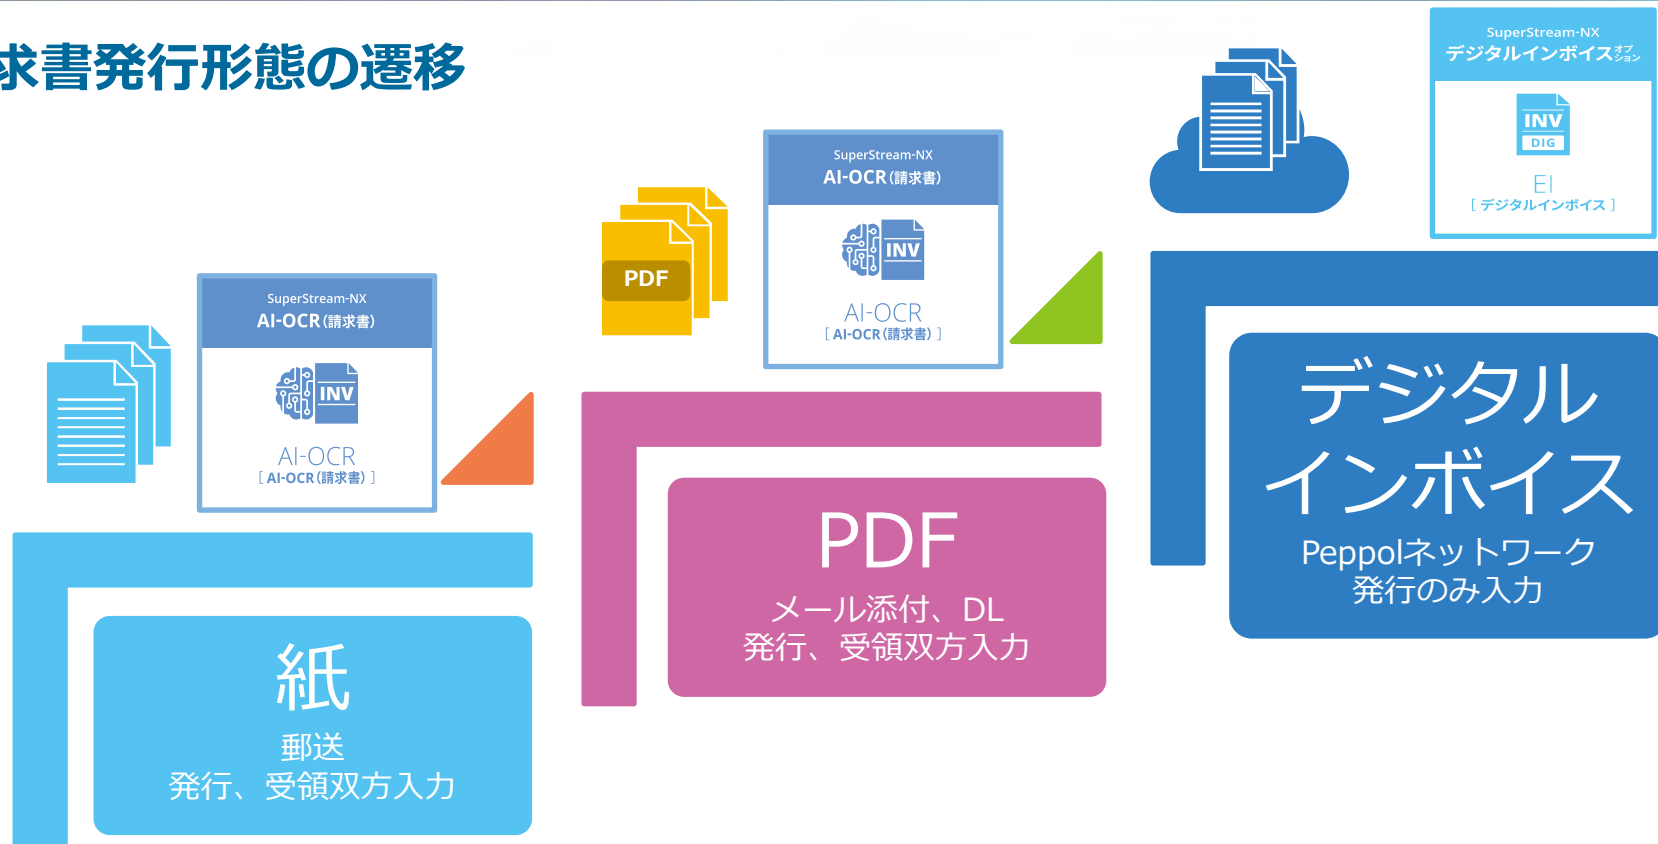 求書発行形態の遷移
SuperStream-NX
AI-OCR(請求書)
INV
AI-OCR
[ AI-OCR(請求書) ]
紙
郵送
発行、受領双方入力
PDF
SuperStream-NX
AI-OCR(請求書)
INV
AI-OCR
[ AI-OCR(請求書) ]
PDF
メール添付、DL
発行、受領双方入力
SuperStream-NX
デジタルインボイスオプション
INV
DIG
EI
[ デジタルインボイス ]
デジタル
インボイス
Peppolネットワーク
発行のみ入力